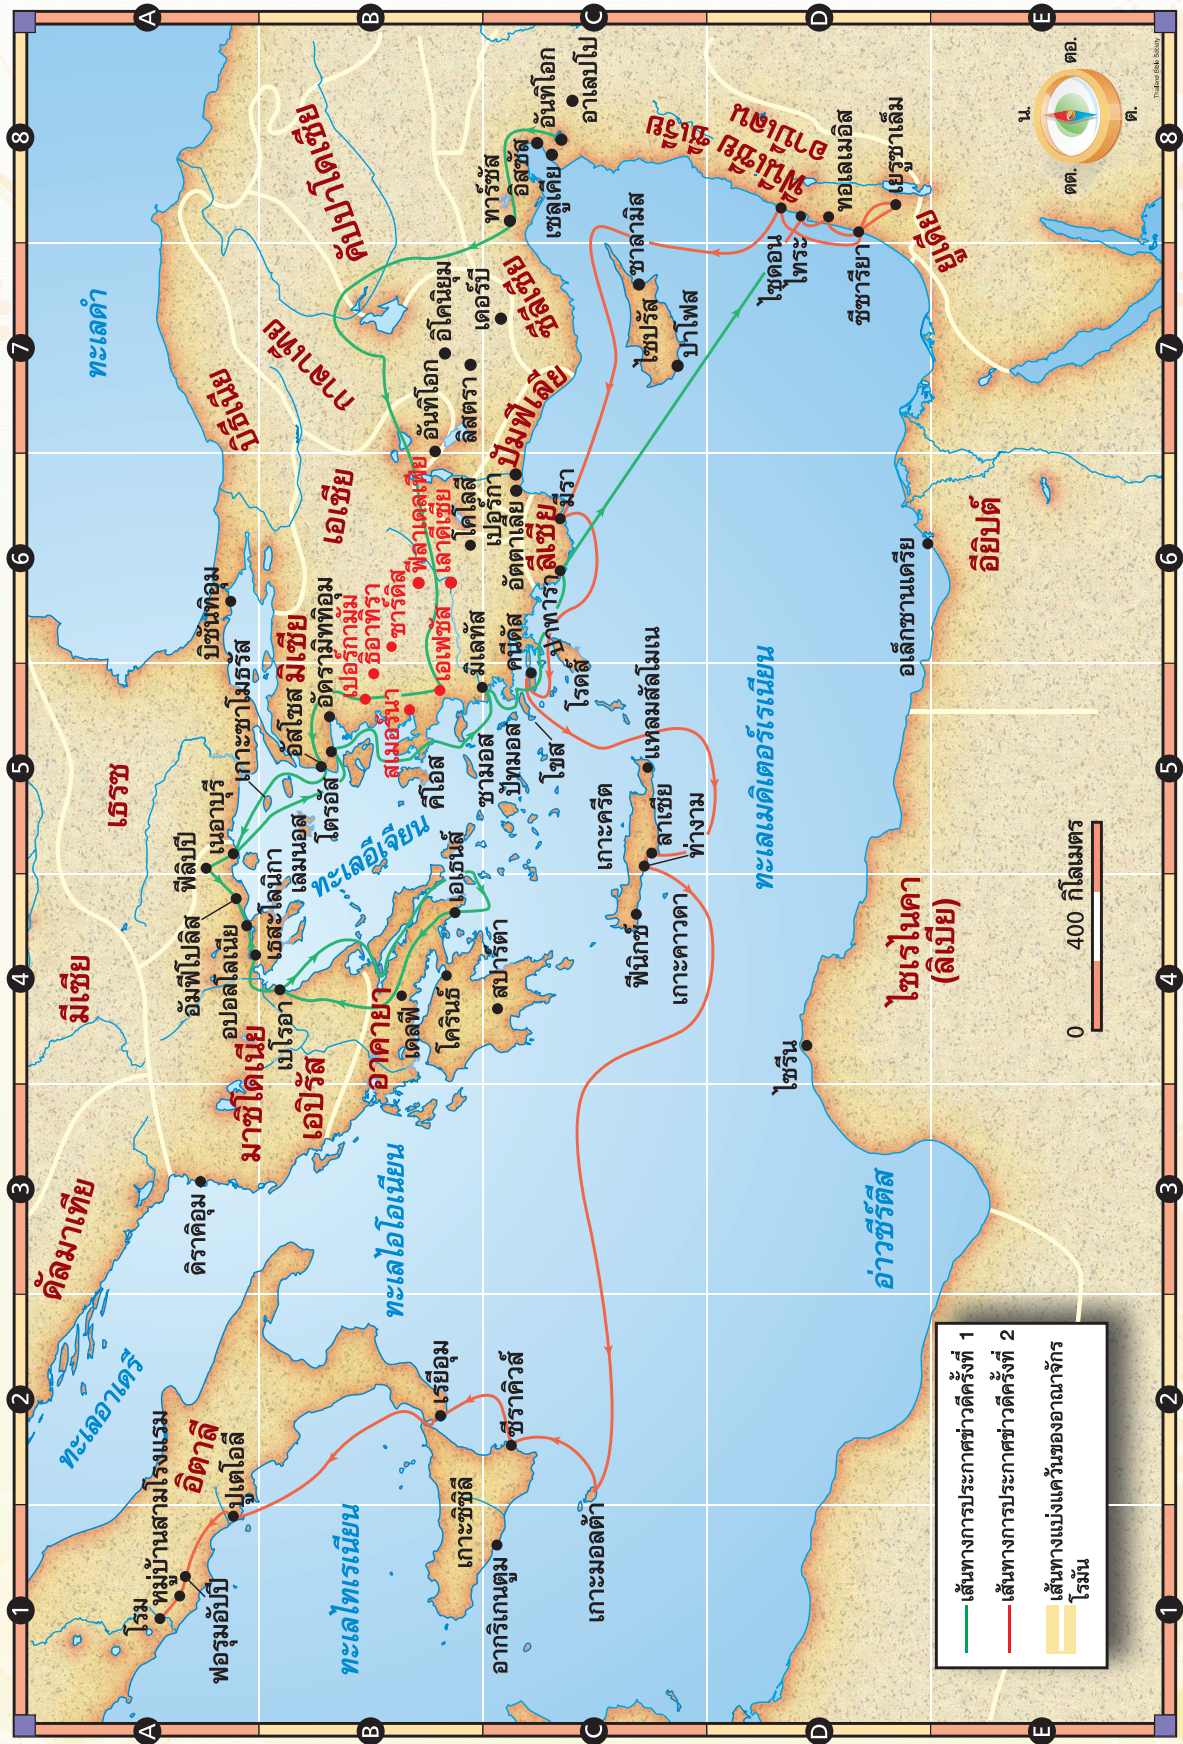 A
B
C
D
E
1
2
3
4
5
6
7
8
ทะเลดำ
ทะเลอาเดรี
ดัลมาเทีย
มีเซีย
เธรซ
บิธีเนีย
กาลาเทีย
คัปปาโดเซีย
อิตาลี
โรม
หมู่บ้านสามโรงแรม
ฟอรุมอัปปี
ปูเตโอลี
ดิราคิอุม
มาซิโดเนีย
เอปิรัส
อาคายา
อัมฟีโปลิส
อปอลโลเนีย
เธสะโลนิกา
เบโรอา
ฟีลิปปี
เนอาบุรี
เกาะซาโมธรัส
เลมนอส
โตรอัส
อัสโซส
อัดรามิททิอุม
มิเซีย
บิซันทิอุม
เอเชีย
เปอร์กามัม
ธิอาทิรา
ซาร์ดิส
ฟีลาเดลเฟีย
สเมอร์นา
เอเฟซัส
เลาดีเซีย
โคโลสี
มิเลทัส
คีโอส
ซามอส
ปัทมอส
โขส
คนีดัส
โรดส์
ปาทารา
มีรา
ลีเซีย
อัตตาเลีย
เปอร์กา
ปัมฟีเลีย
อันทิโอก
อิโคนิยุม
ลิสตรา
เดอร์บี
ซิลีเซีย
ทาร์ซัส
อิสซัส
เซลูเคีย
อันทิโอก
อาเลปโป
ทะเลไทเรเนียน
ทะเลไอโอเนียน
ทะเลอีเจียน
เดลฟี
โครินธ์
เอเธนส์
สปาร์ตา
เรยีอุม
เกาะซิซิลี
ซีราคิวส์
อากริเกนตูม
เกาะมอลต้า
เกาะครีต
ฟีนิกซ์
เกาะคาวดา
ท่างาม
ลาเซีย
แหลมสัลโมเน
ไซปรัส
ซาลามิส
ปาโฟส
ฟีนิเซีย
ซีเรีย
อาบิเลน
ไซดอน
ไทระ
ทอเลเมอิส
ซีซารียา
เยรูซาเล็ม
ยูเดีย
ทะเลเมดิเตอร์เรเนียน
อ่าวซีร์ตีส
ไซรีน
ไซเรไนคา
(ลิเบีย)
อเล็กซานเดรีย
อียิปต์
0 400 กิโลเมตร
น.
ตอ.
ตต.
ต.
Thailand Bible Society
เส้นทางการประกาศข่าวดีครั้งที่ 1
เส้นทางการประกาศข่าวดีครั้งที่ 2
เส้นทางแบ่งแคว้นของอาณาจักร
โรมัน